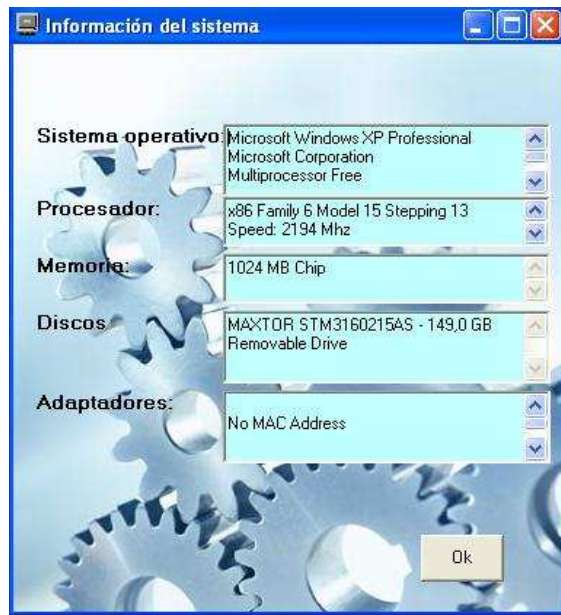 Información del sistema
Sistema operativo:
Microsoft Windows XP Professional
Microsoft Corporation
Multiprocessor Free
Procesador:
x86 Family 6 Model 15 Stepping 13
Speed: 2194 Mhz
Memoria:
1024 MB Chip
Discos
MAXTOR STM3160215AS - 149,0 GB
Removable Drive
Adaptadores:
No MAC Address
Ok